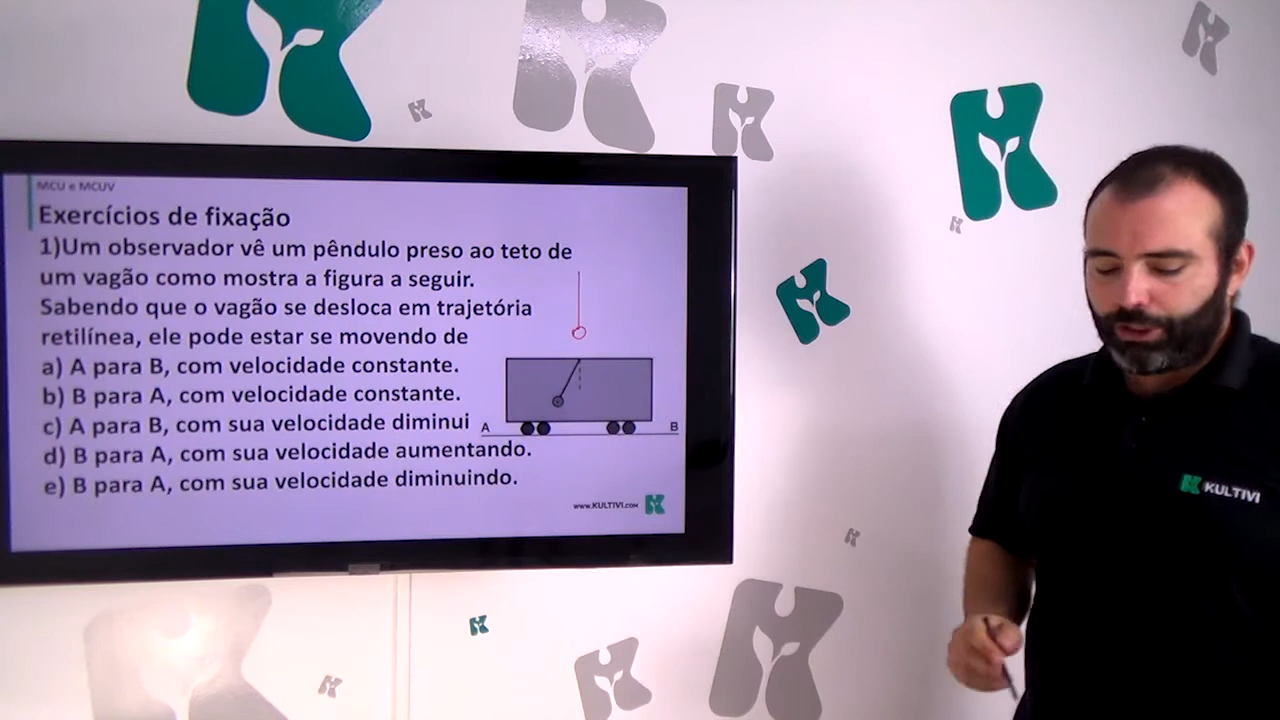 MCU e MCUV
Exercícios de fixação
1)Um observador vê um pêndulo preso ao teto de
um vagão como mostra a figura a seguir.
Sabendo que o vagão se desloca em trajetória
retilínea, ele pode estar se movendo de
a) A para B, com velocidade constante.
b) B para A, com velocidade constante.
c) A para B, com sua velocidade diminui
d) B para A, com sua velocidade aumentando.
e) B para A, com sua velocidade diminuindo.
A
B
www.KULTIVI.com
KULTIVI